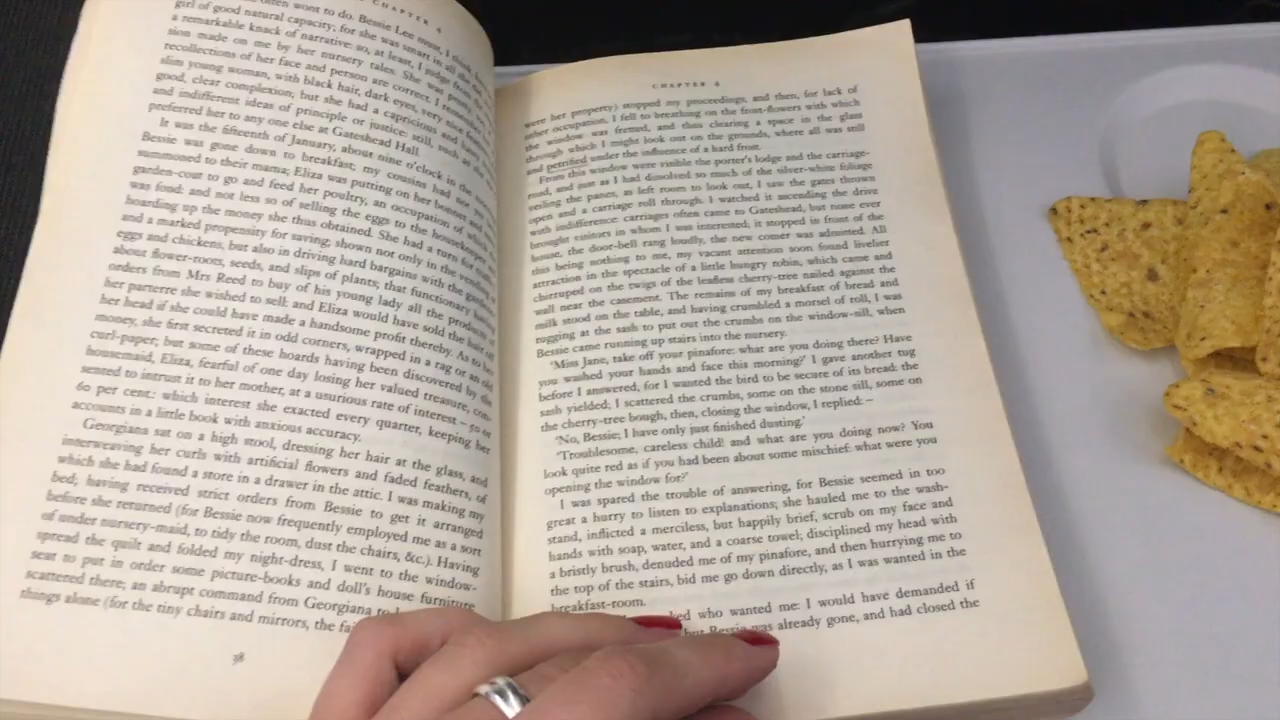 CHAPTER 4
often wont to do. Bessie Lee must, I think,
girl of good natural capacity, for she was smart in all she
a remarkable knack of narrative: so, at least, I judge from the
sion made on me by her nursery tales. She was pretty
recollections of her face and person are correct. I remember
slim young woman, with black hair, dark eyes, very nice
good, clear complexion; but she had a capricious and hasty
and indifferent ideas of principle or justice: still, such as she
preferred her to any one else at Gateshead Hall.
It was the fifteenth of January, about nine o'clock in the
Bessie was gone down to breakfast; my cousins had not yet
summoned to their mama; Eliza was putting on her bonnet and
garden-coat to go and feed her poultry, an occupation of which
was fond: and not less so of selling the eggs to the housekeeper
hoarding up the money she thus obtained. She had a turn for
and a marked propensity for saving; shown not only in the vending of
eggs and chickens, but also in driving hard bargains with the
about flower-roots, seeds, and slips of plants; that functionary having
orders from Mrs Reed to buy of his young lady all the products of
her parterre she wished to sell: and Eliza would have sold the hair off
her head if she could have made a handsome profit thereby. As to her
money, she first secreted it in odd corners, wrapped in a rag or an old
curl-paper; but some of these hoards having been discovered by the
housemaid, Eliza, fearful of one day losing her valued treasure, con-
sented to intrust it to her mother, at a usurious rate of interest – 50 or
60 per cent: which interest she exacted every quarter, keeping her
accounts in a little book with anxious accuracy.
Georgiana sat on a high stool, dressing her hair at the glass, and
interweaving her curls with artificial flowers and faded feathers, of
which she had found a store in a drawer in the attic. I was making my
bed; having received strict orders from Bessie to get it arranged
before she returned (for Bessie now frequently employed me as a sort
of under nursery-maid, to tidy the room, dust the chairs, &c.). Having
spread the quilt and folded my night-dress, I went to the window-
seat to put in order some picture-books and doll's house furniture
scattered there; an abrupt command from Georgiana to
things alone (for the tiny chairs and mirrors, the
38
CHAPTER 4
were her property) stopped my proceedings, and then, for lack of
other occupation, I fell to breathing on the frost-flowers with which
the window was fretted, and thus clearing a space in the glass
through which I might look out on the grounds, where all was still
and petrified under the influence of a hard frost.
From this window were visible the porter's lodge and the carriage-
road, and just as I had dissolved so much of the silver-white foliage
veiling the panes, as left room to look out, I saw the gates thrown
open and a carriage roll through. I watched it ascending the drive
with indifference: carriages often came to Gateshead, but none ever
brought visitors in whom I was interested; it stopped in front of the
house, the door-bell rang loudly, the new comer was admitted. All
this being nothing to me, my vacant attention soon found livelier
attraction in the spectacle of a little hungry robin, which came and
chirruped on the twigs of the leafless cherry-tree nailed against the
wall near the casement. The remains of my breakfast of bread and
milk stood on the table, and having crumbled a morsel of roll, I was
tugging at the sash to put out the crumbs on the window-sill, when
Bessie came running up stairs into the nursery.
'Miss Jane, take off your pinafore: what are you doing there? Have
you washed your hands and face this morning?' I gave another tug
before I answered, for I wanted the bird to be secure of its bread: the
sash yielded; I scattered the crumbs, some on the stone sill, some on
the cherry-tree bough, then, closing the window, I replied: –
'No, Bessie; I have only just finished dusting.'
'Troublesome, careless child! and what are you doing now? You
look quite red as if you had been about some mischief: what were you
opening the window for?'
I was spared the trouble of answering, for Bessie seemed in too
great a hurry to listen to explanations; she hauled me to the wash-
stand, inflicted a merciless, but happily brief, scrub on my face and
hands with soap, water, and a coarse towel; disciplined my head with
a bristly brush, denuded me of my pinafore, and then hurrying me to
the top of the stairs, bid me go down directly, as I was wanted in the
breakfast-room.
who wanted me: I would have demanded if
but Bessie was already gone, and had closed the